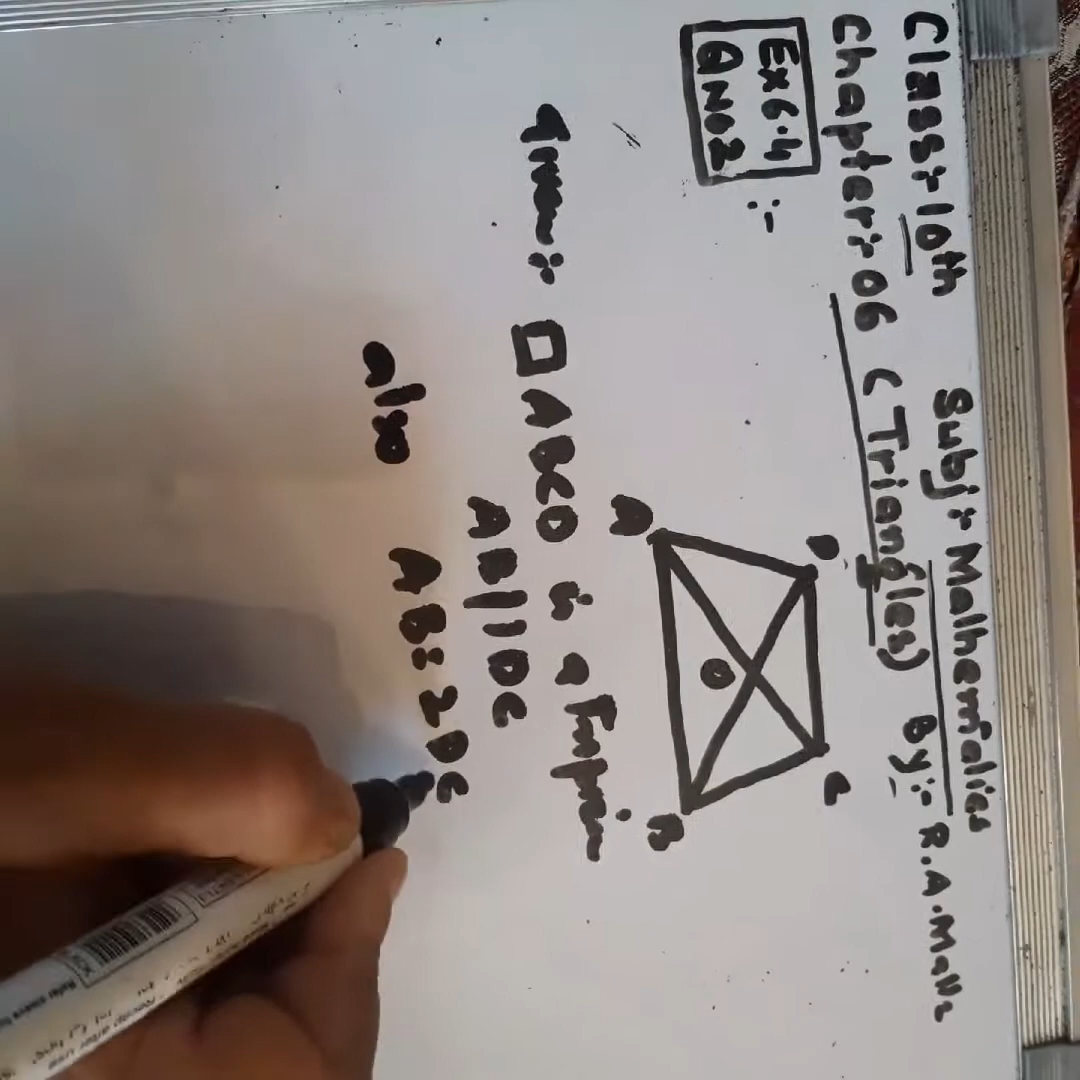 Class:- 10th Subj:- Mathematics
Chapter:- 06 (Triangles) By:- R.A.Malla
Ex 6.4 :-
Q No 2
D C
O
A B
Given:- □ ABCD is a Trapezium
AB||DC
also AB = 2DC